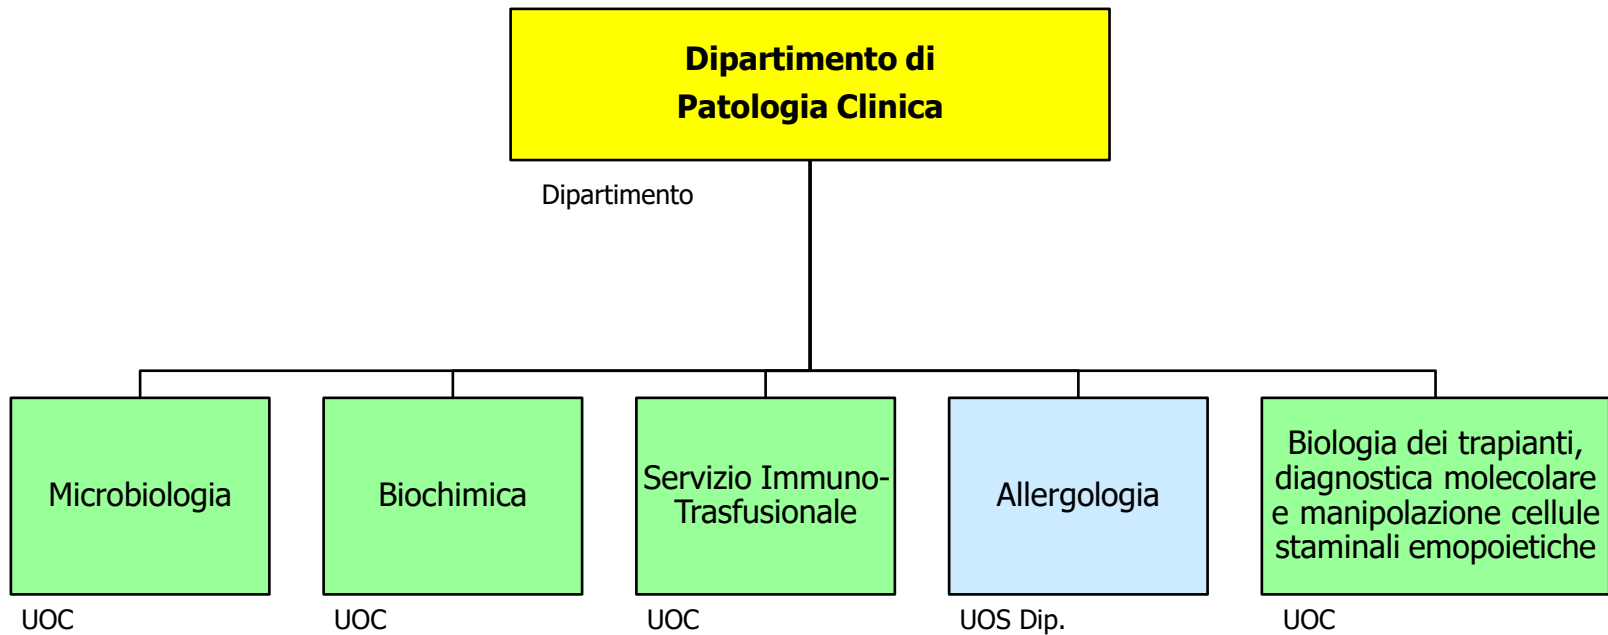 Dipartimento di
Patologia Clinica
Dipartimento
Microbiologia
UOC
Biochimica
UOC
Servizio Immuno-
Trasfusionale
UOC
Allergologia
UOS Dip.
Biologia dei trapianti,
diagnostica molecolare
e manipolazione cellule
staminali emopoietiche
UOC